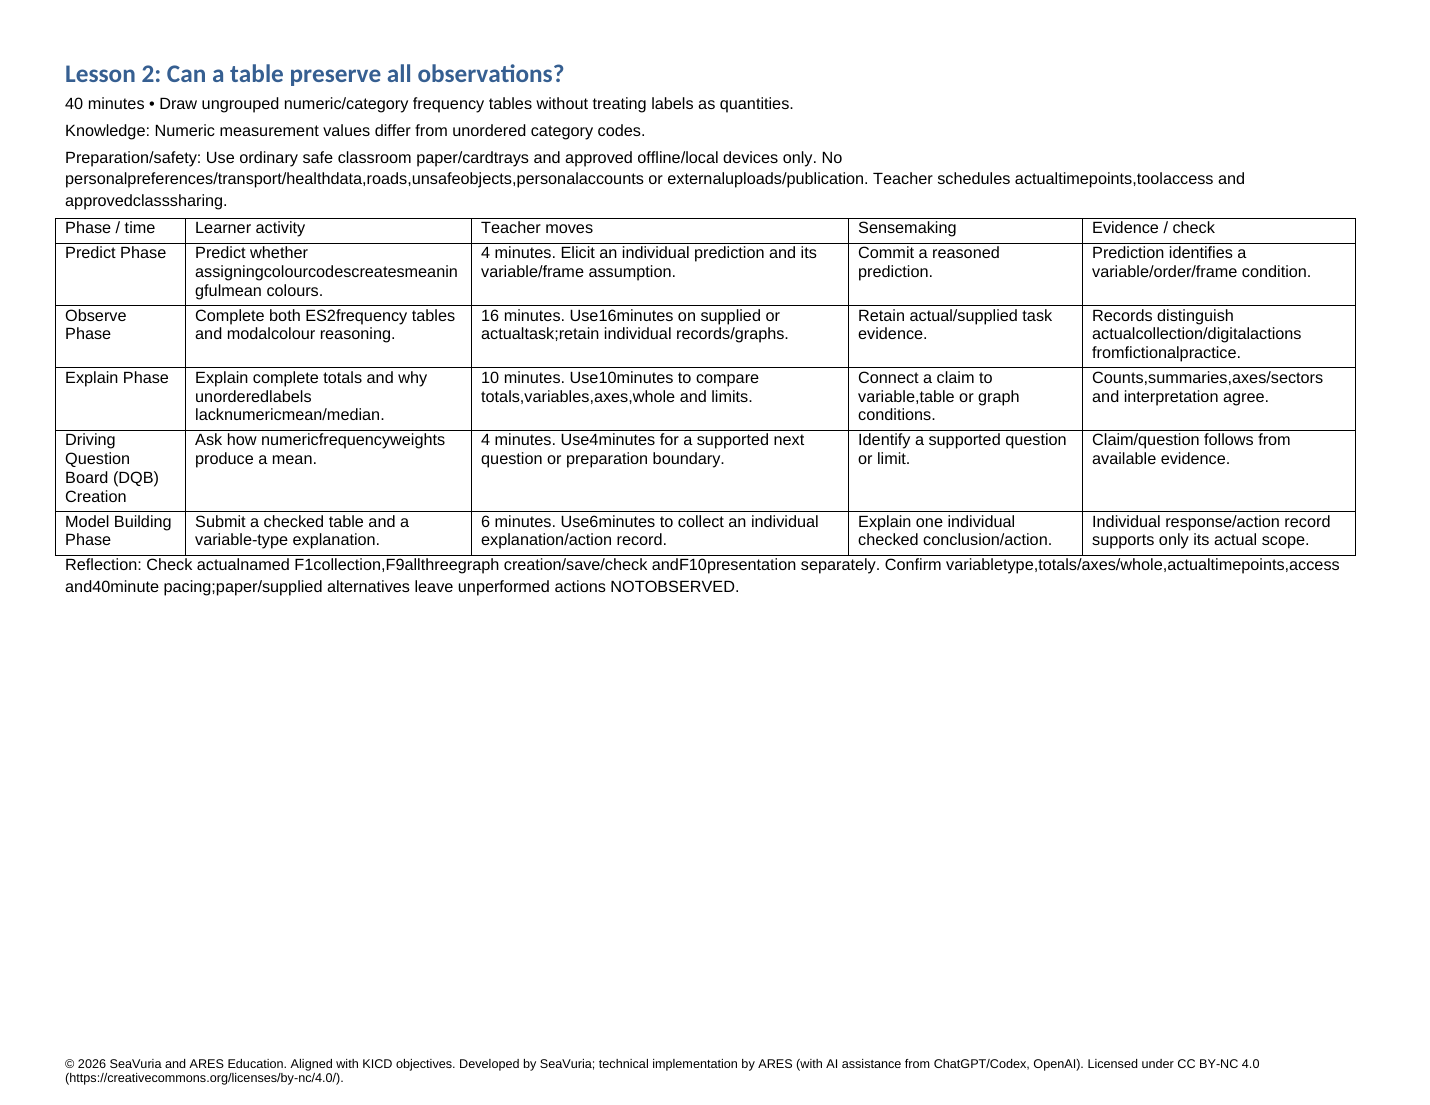 Lesson 2: Can a table preserve all observations?
40 minutes • Draw ungrouped numeric/category frequency tables without treating labels as quantities.
Knowledge: Numeric measurement values differ from unordered category codes.
Preparation/safety: Use ordinary safe classroom paper/cardtrays and approved offline/local devices only. No
personalpreferences/transport/healthdata,roads,unsafeobjects,personalaccounts or externaluploads/publication. Teacher schedules actualtimepoints,toolaccess and
approvedclasssharing.
Phase / time
Learner activity
Teacher moves
Sensemaking
Evidence / check
Predict Phase
Predict whether
assigningcolourcodescreatesmeanin
gfulmean colours.
4 minutes. Elicit an individual prediction and its
variable/frame assumption.
Commit a reasoned
prediction.
Prediction identifies a
variable/order/frame condition.
Observe
Phase
Complete both ES2frequency tables
and modalcolour reasoning.
16 minutes. Use16minutes on supplied or
actualtask;retain individual records/graphs.
Retain actual/supplied task
evidence.
Records distinguish
actualcollection/digitalactions
fromfictionalpractice.
Explain Phase
Explain complete totals and why
unorderedlabels
lacknumericmean/median.
10 minutes. Use10minutes to compare
totals,variables,axes,whole and limits.
Connect a claim to
variable,table or graph
conditions.
Counts,summaries,axes/sectors
and interpretation agree.
Driving
Question
Board (DQB)
Creation
Ask how numericfrequencyweights
produce a mean.
4 minutes. Use4minutes for a supported next
question or preparation boundary.
Identify a supported question
or limit.
Claim/question follows from
available evidence.
Model Building
Phase
Submit a checked table and a
variable-type explanation.
6 minutes. Use6minutes to collect an individual
explanation/action record.
Explain one individual
checked conclusion/action.
Individual response/action record
supports only its actual scope.
Reflection: Check actualnamed F1collection,F9allthreegraph creation/save/check andF10presentation separately. Confirm variabletype,totals/axes/whole,actualtimepoints,access
and40minute pacing;paper/supplied alternatives leave unperformed actions NOTOBSERVED.
© 2026 SeaVuria and ARES Education. Aligned with KICD objectives. Developed by SeaVuria; technical implementation by ARES (with AI assistance from ChatGPT/Codex, OpenAI). Licensed under CC BY-NC 4.0
(https://creativecommons.org/licenses/by-nc/4.0/).